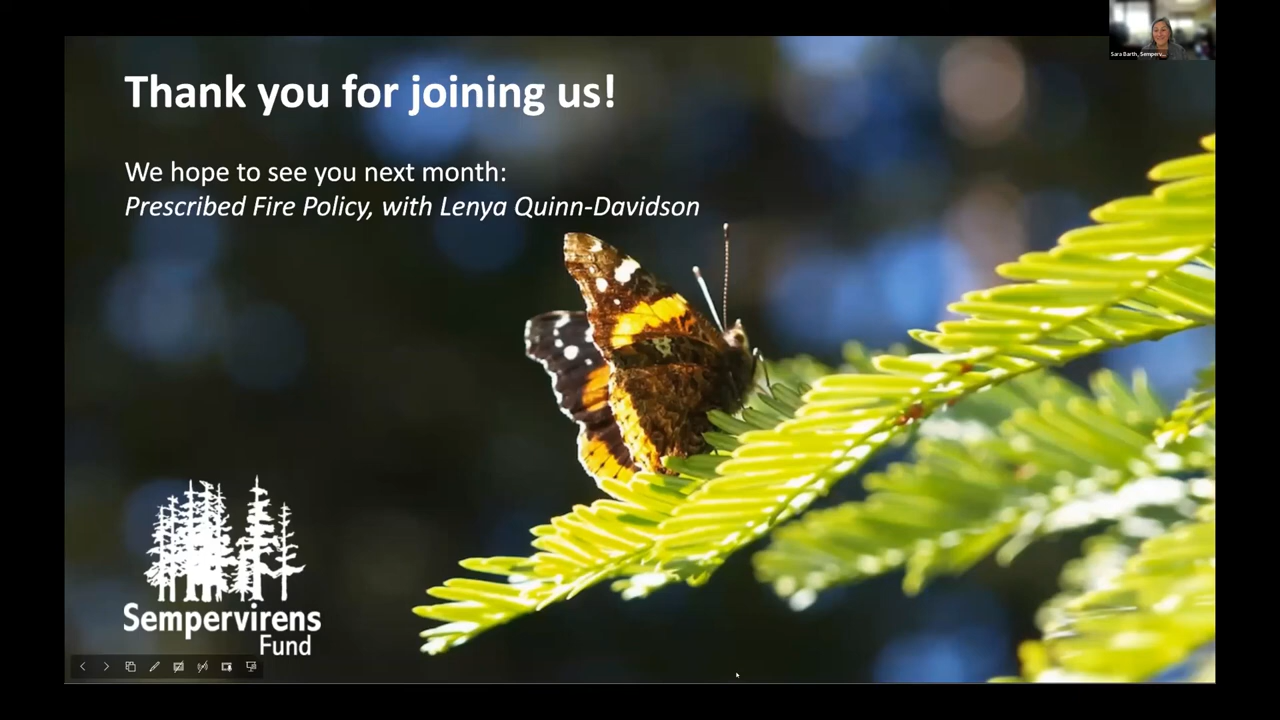 Thank you for joining us!
We hope to see you next month:
Prescribed Fire Policy, with Lenya Quinn-Davidson
Sempervirens
Fund
Sara Barth, Semperv...